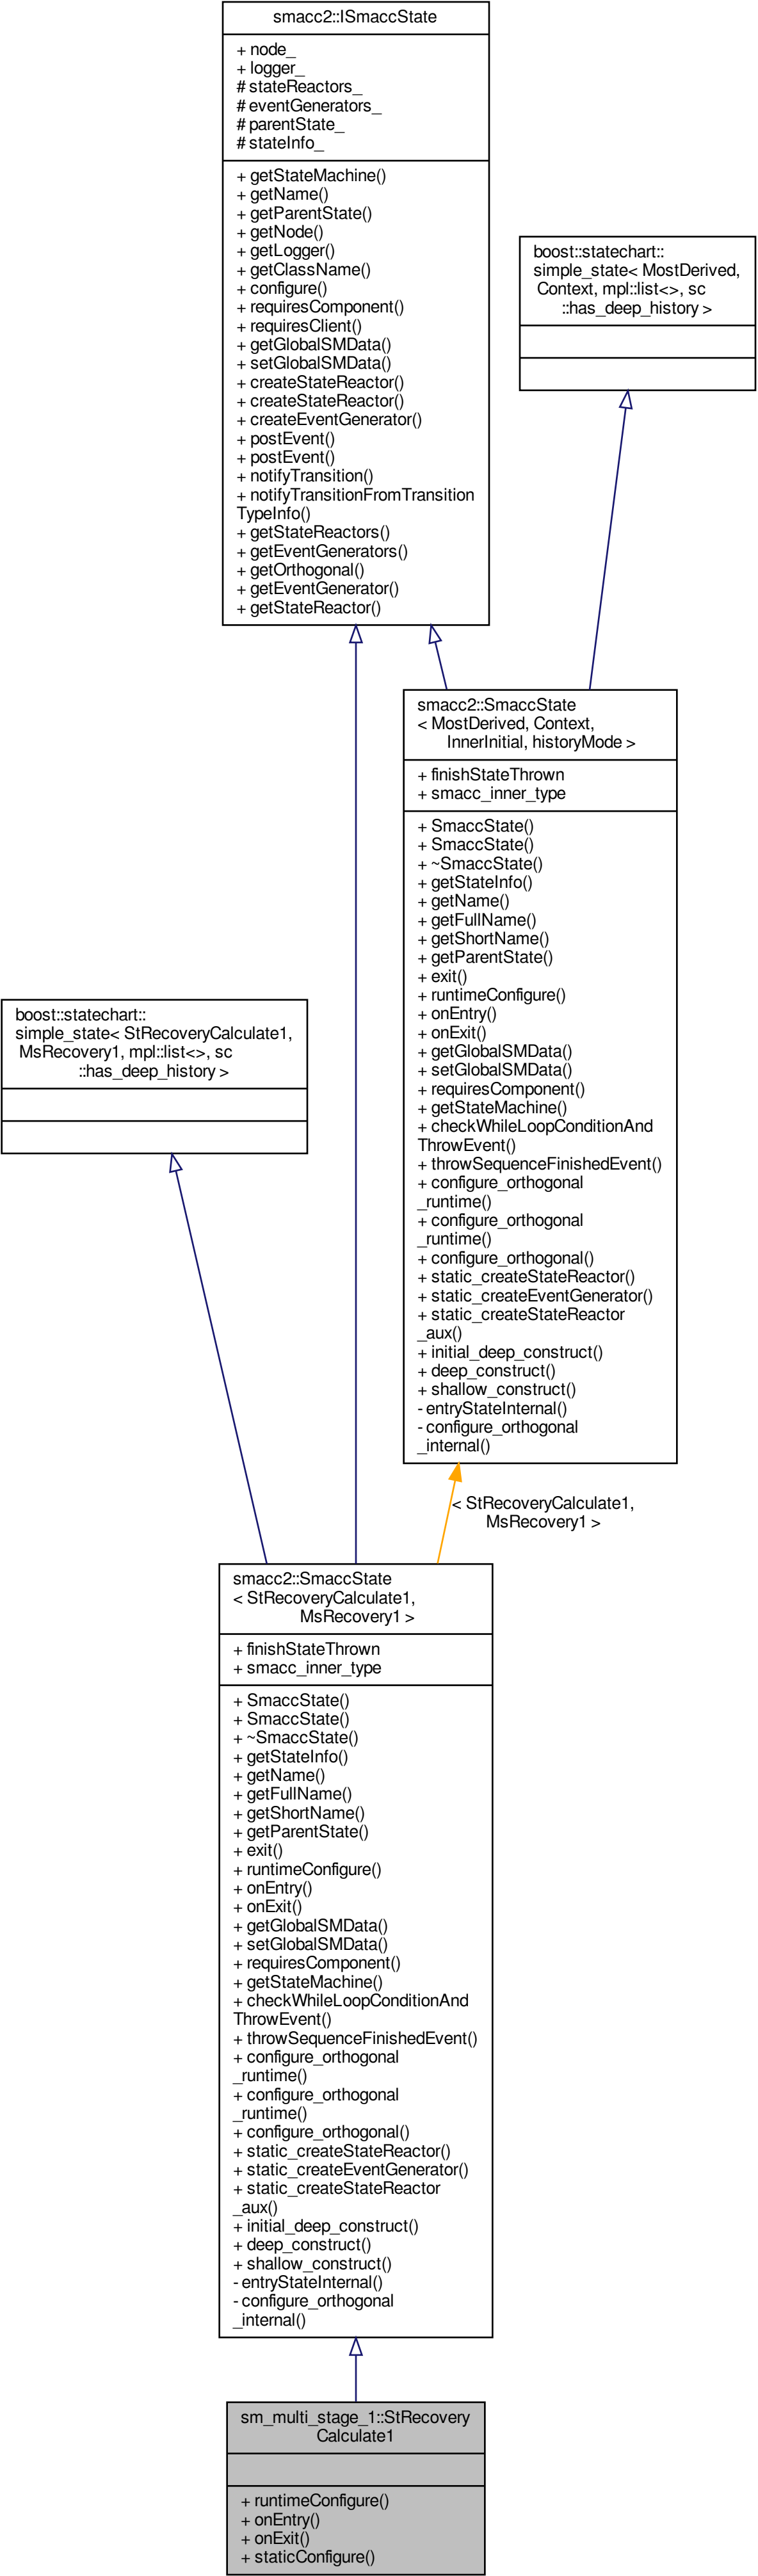 smacc2::ISmaccState
+ node_
+ logger_
# stateReactors_
# eventGenerators_
# parentState_
# stateInfo_
+ getStateMachine()
+ getName()
+ getParentState()
+ getNode()
+ getLogger()
+ getClassName()
+ configure()
+ requiresComponent()
+ requiresClient()
+ getGlobalSMData()
+ setGlobalSMData()
+ createStateReactor()
+ createStateReactor()
+ createEventGenerator()
+ postEvent()
+ postEvent()
+ notifyTransition()
+ notifyTransitionFromTransition
TypeInfo()
+ getStateReactors()
+ getEventGenerators()
+ getOrthogonal()
+ getEventGenerator()
+ getStateReactor()
boost::statechart::
simple_state< MostDerived,
Context, mpl::list<>, sc
::has_deep_history >
smacc2::SmaccState
< MostDerived, Context,
InnerInitial, historyMode >
+ finishStateThrown
+ smacc_inner_type
+ SmaccState()
+ SmaccState()
+ ~SmaccState()
+ getStateInfo()
+ getName()
+ getFullName()
+ getShortName()
+ getParentState()
+ exit()
+ runtimeConfigure()
+ onEntry()
+ onExit()
+ getGlobalSMData()
+ setGlobalSMData()
+ requiresComponent()
+ getStateMachine()
+ checkWhileLoopConditionAnd
ThrowEvent()
+ throwSequenceFinishedEvent()
+ configure_orthogonal
_runtime()
+ configure_orthogonal
_runtime()
+ configure_orthogonal()
+ static_createStateReactor()
+ static_createEventGenerator()
+ static_createStateReactor
_aux()
+ initial_deep_construct()
+ deep_construct()
+ shallow_construct()
- entryStateInternal()
- configure_orthogonal
_internal()
boost::statechart::
simple_state< StRecoveryCalculate1,
MsRecovery1, mpl::list<>, sc
::has_deep_history >
< StRecoveryCalculate1,
MsRecovery1 >
smacc2::SmaccState
< StRecoveryCalculate1,
MsRecovery1 >
+ finishStateThrown
+ smacc_inner_type
+ SmaccState()
+ SmaccState()
+ ~SmaccState()
+ getStateInfo()
+ getName()
+ getFullName()
+ getShortName()
+ getParentState()
+ exit()
+ runtimeConfigure()
+ onEntry()
+ onExit()
+ getGlobalSMData()
+ setGlobalSMData()
+ requiresComponent()
+ getStateMachine()
+ checkWhileLoopConditionAnd
ThrowEvent()
+ throwSequenceFinishedEvent()
+ configure_orthogonal
_runtime()
+ configure_orthogonal
_runtime()
+ configure_orthogonal()
+ static_createStateReactor()
+ static_createEventGenerator()
+ static_createStateReactor
_aux()
+ initial_deep_construct()
+ deep_construct()
+ shallow_construct()
- entryStateInternal()
- configure_orthogonal
_internal()
sm_multi_stage_1::StRecovery
Calculate1
+ runtimeConfigure()
+ onEntry()
+ onExit()
+ staticConfigure()